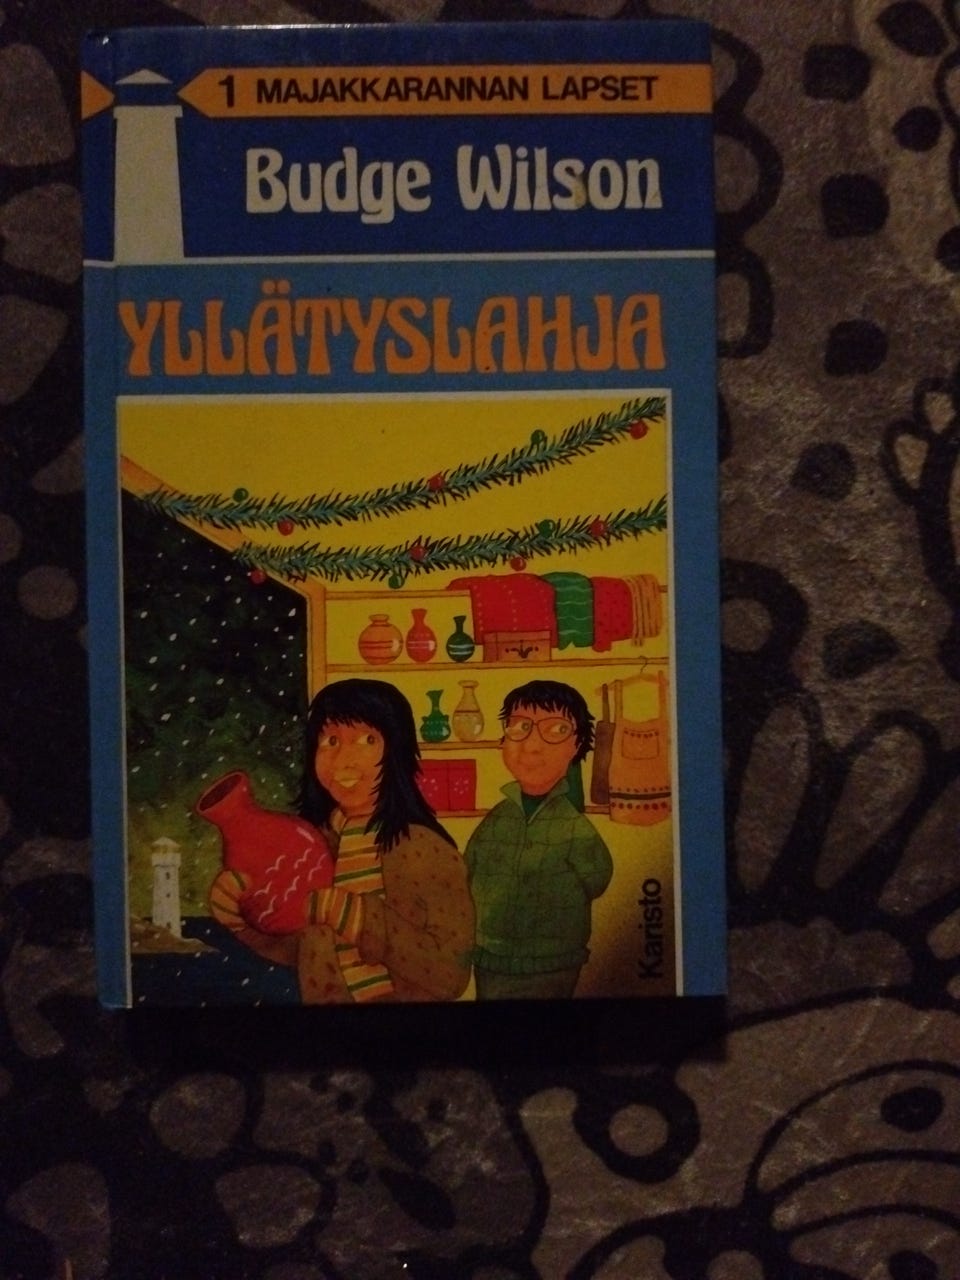 1 MAJAKKARANNAN LAPSET
Budge Wilson
YLLÄTYSLAHJA
Karisto